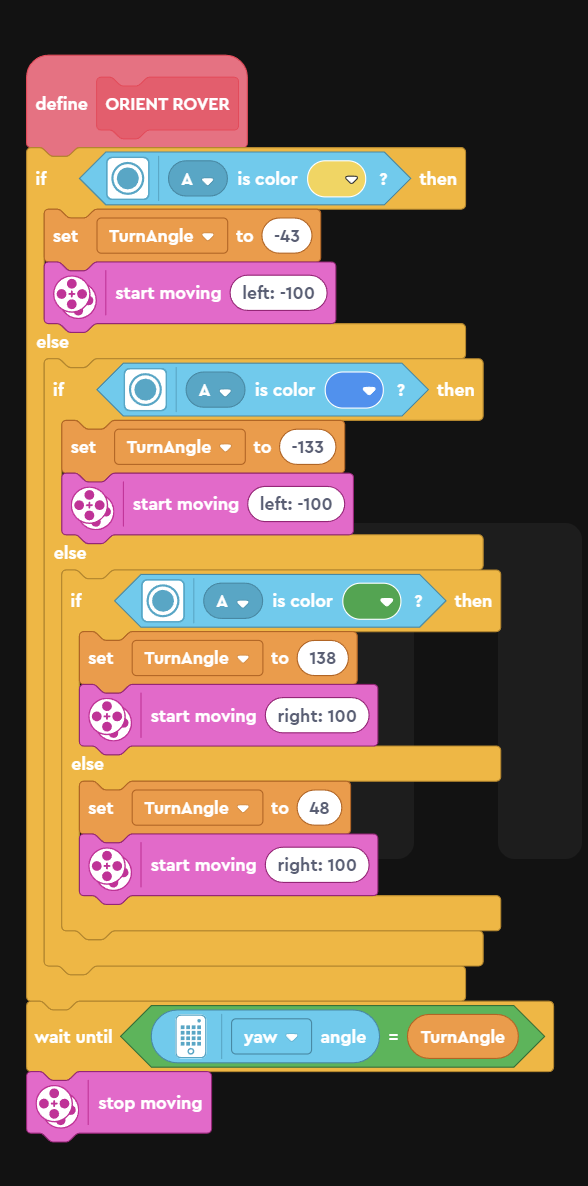 define ORIENT ROVER
if A is color ? then
set TurnAngle to -43
start moving left: -100
else
if A is color ? then
set TurnAngle to -133
start moving left: -100
else
if A is color ? then
set TurnAngle to 138
start moving right: 100
else
set TurnAngle to 48
start moving right: 100
wait until yaw angle = TurnAngle
stop moving